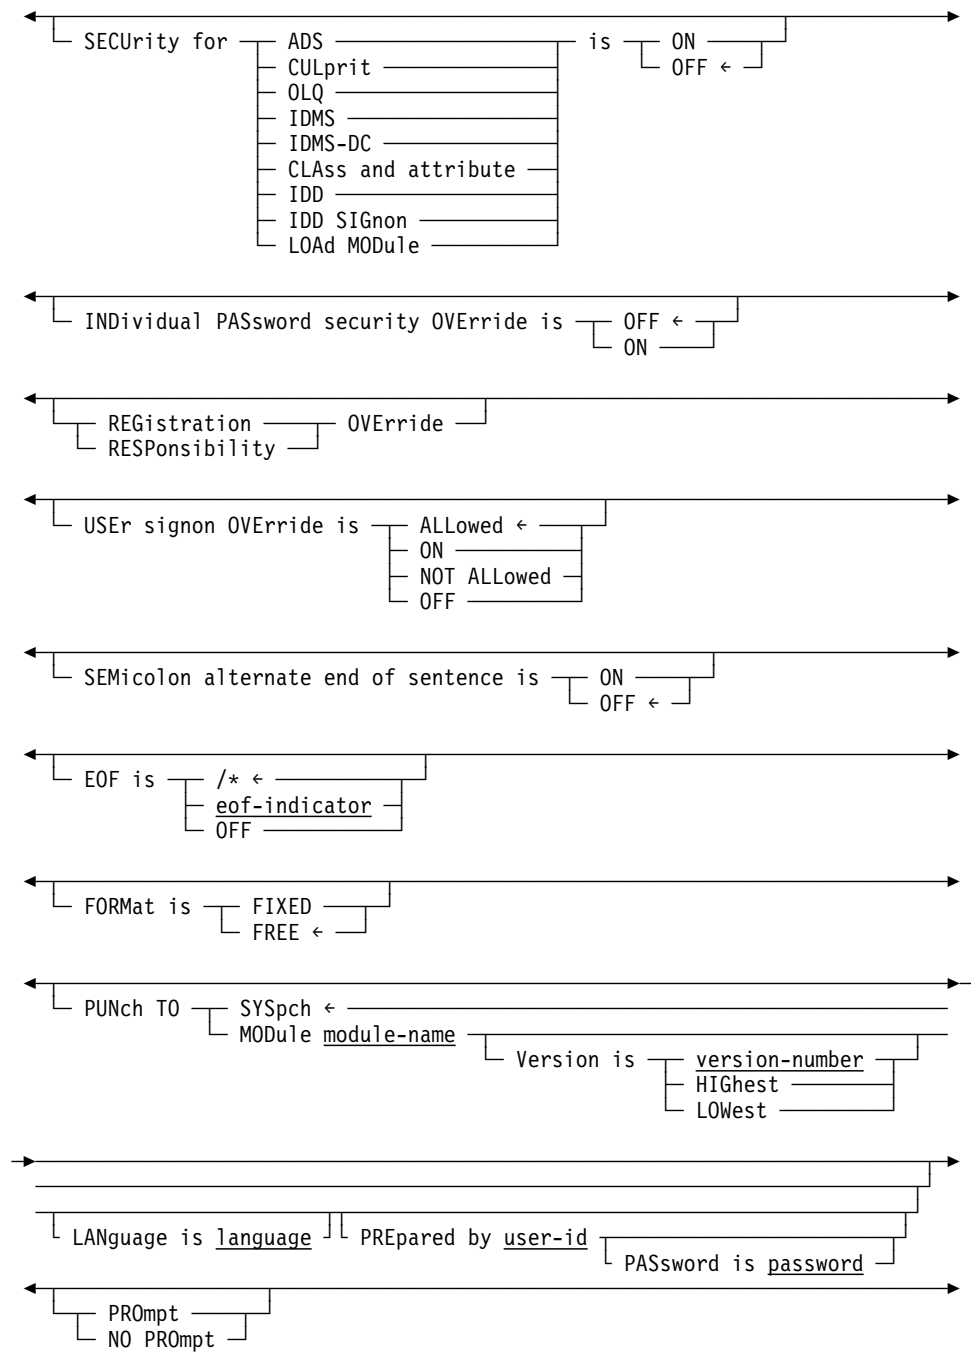 SECUrity for ADS is ON
CULprit OFF ←
OLQ
IDMS
IDMS-DC
CLAss and attribute
IDD
IDD SIGnon
LOAd MODule
INDividual PASsword security OVErride is OFF ←
ON
REGistration OVErride
RESPonsibility
USEr signon OVErride is ALLowed ←
ON
NOT ALLowed
OFF
SEMicolon alternate end of sentence is ON
OFF ←
EOF is /* ←
eof-indicator
OFF
FORMat is FIXED
FREE ←
PUNch TO SYSpch ←
MODule module-name
Version is version-number
HIGhest
LOWest
LANguage is language PREpared by user-id
PASsword is password
PROmpt
NO PROmpt